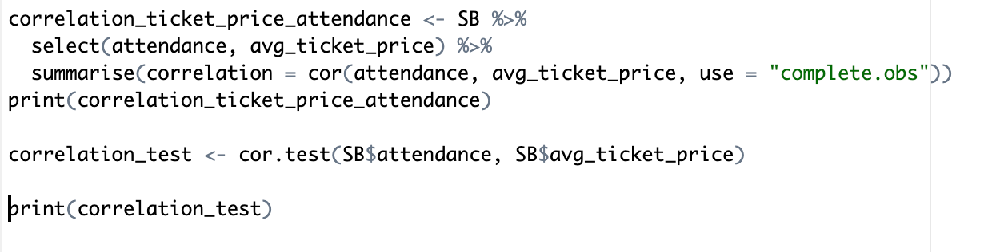 correlation_ticket_price_attendance <- SB %>%
  select(attendance, avg_ticket_price) %>%
  summarise(correlation = cor(attendance, avg_ticket_price, use = "complete.obs"))
print(correlation_ticket_price_attendance)

correlation_test <- cor.test(SB$attendance, SB$avg_ticket_price)

print(correlation_test)